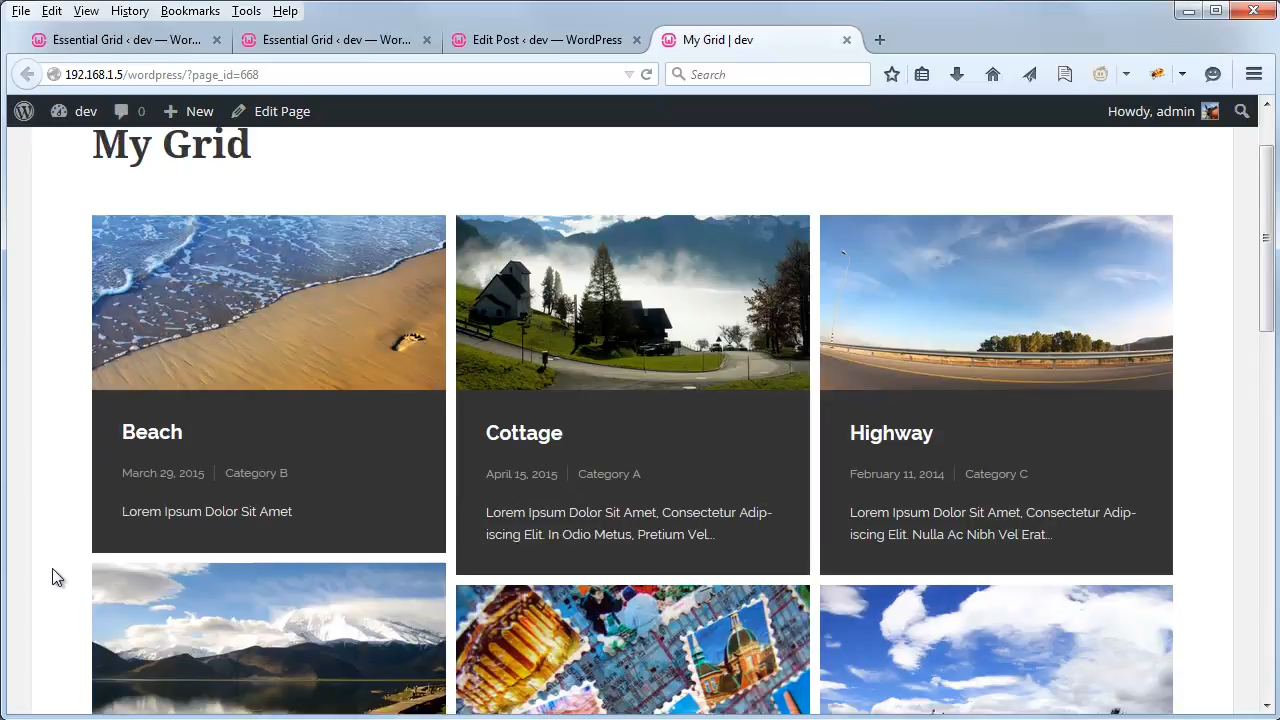 File Edit View History Bookmarks Tools Help
Essential Grid ‹ dev — Wor... Essential Grid ‹ dev — Wor... Edit Post ‹ dev — WordPress My Grid | dev
192.168.1.5/wordpress/?page_id=668 Search
dev 0 New Edit Page Howdy, admin
My Grid
Beach
March 29, 2015 Category B
Lorem Ipsum Dolor Sit Amet
Cottage
April 15, 2015 Category A
Lorem Ipsum Dolor Sit Amet, Consectetur Adip-
iscing Elit. In Odio Metus, Pretium Vel...
Highway
February 11, 2014 Category C
Lorem Ipsum Dolor Sit Amet, Consectetur Adip-
iscing Elit. Nulla Ac Nibh Vel Erat...